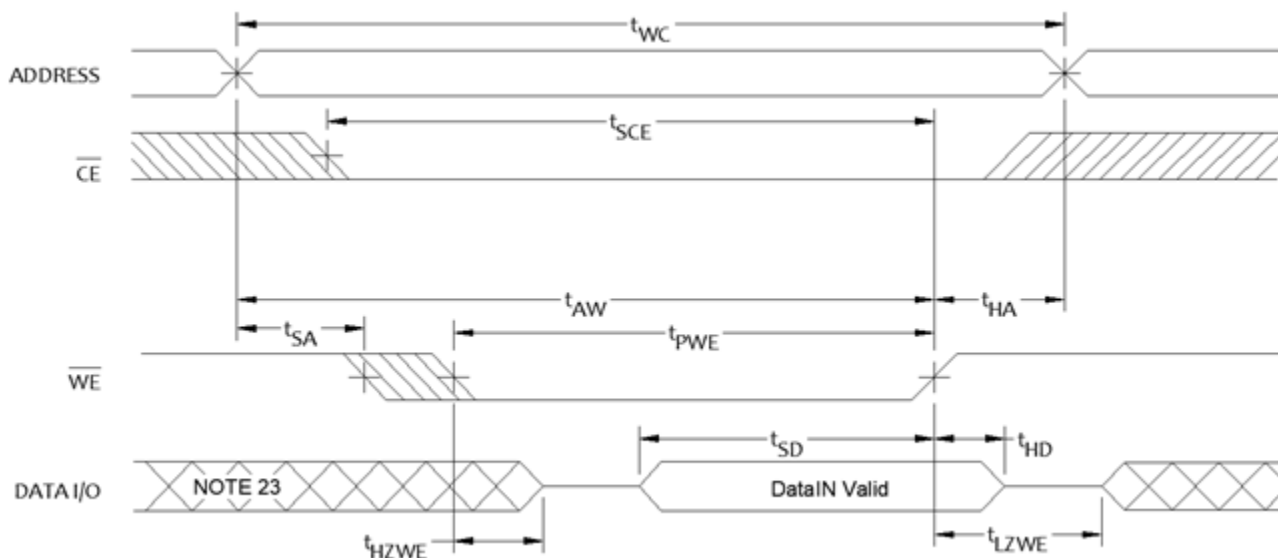 tWC
ADDRESS
tSCE
CE
tAW
tHA
tSA
tPWE
WE
tSD
tHD
DATA I/O
NOTE 23
DataIN Valid
tHZWE
tLZWE